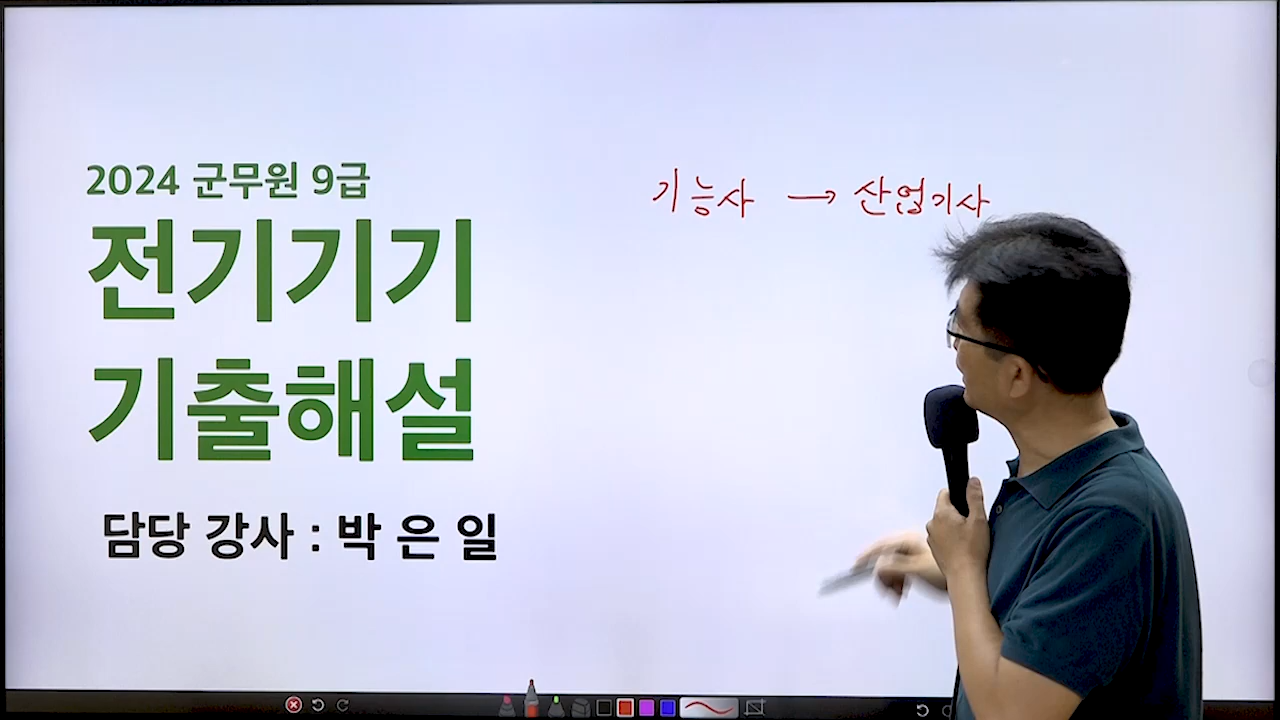 2024 군무원 9급
전기기기
기출해설
담당 강사 : 박 은 일
기능사 → 산업기사